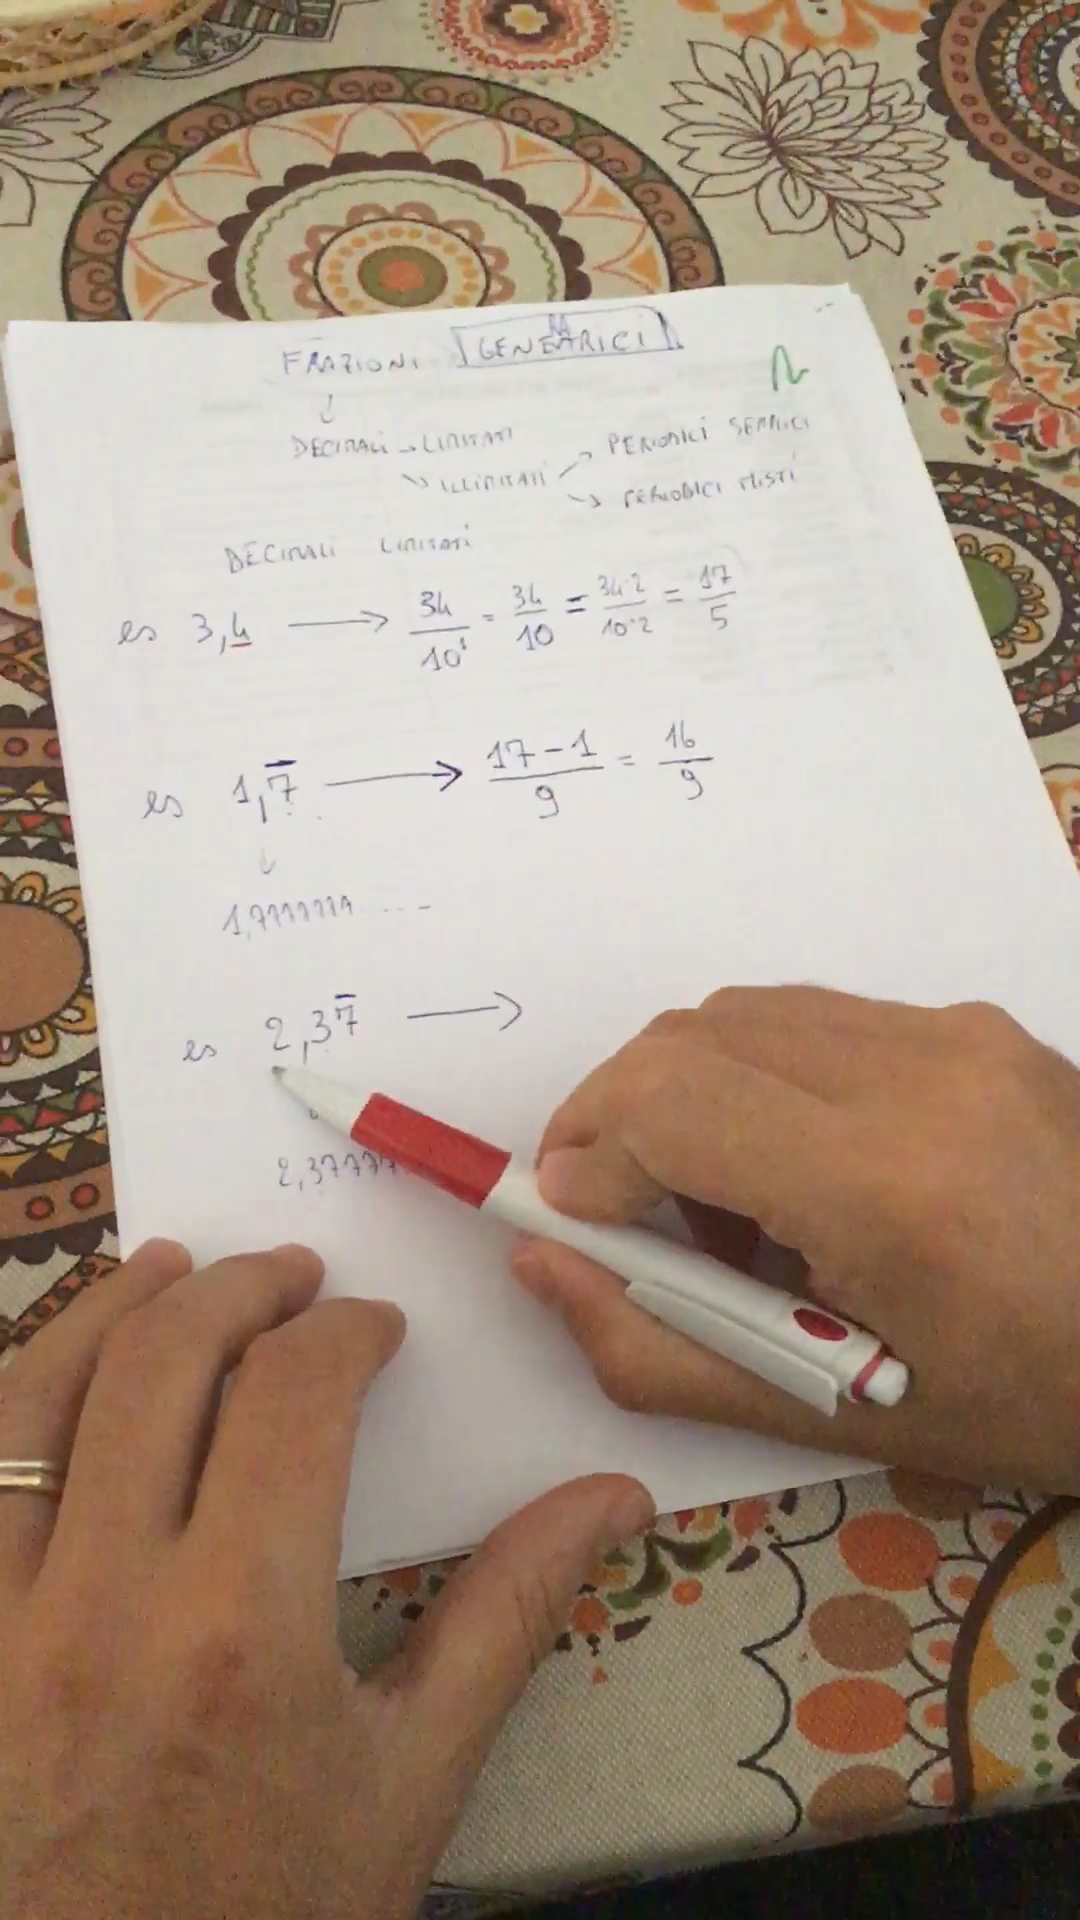 FRAZIONI GENERATRICI
DECIMALI → LIMITATI
↘ ILLIMITATI ↗ PERIODICI SEMPLICI
↘ PERIODICI MISTI
DECIMALI LIMITATI
es 3,4 → 34/10¹ = 34/10 = 34:2/10:2 = 17/5
es 1,7̅ → 17-1/9 = 16/9
↓
1,7777777....-
es 2,37̅ →
2,37777